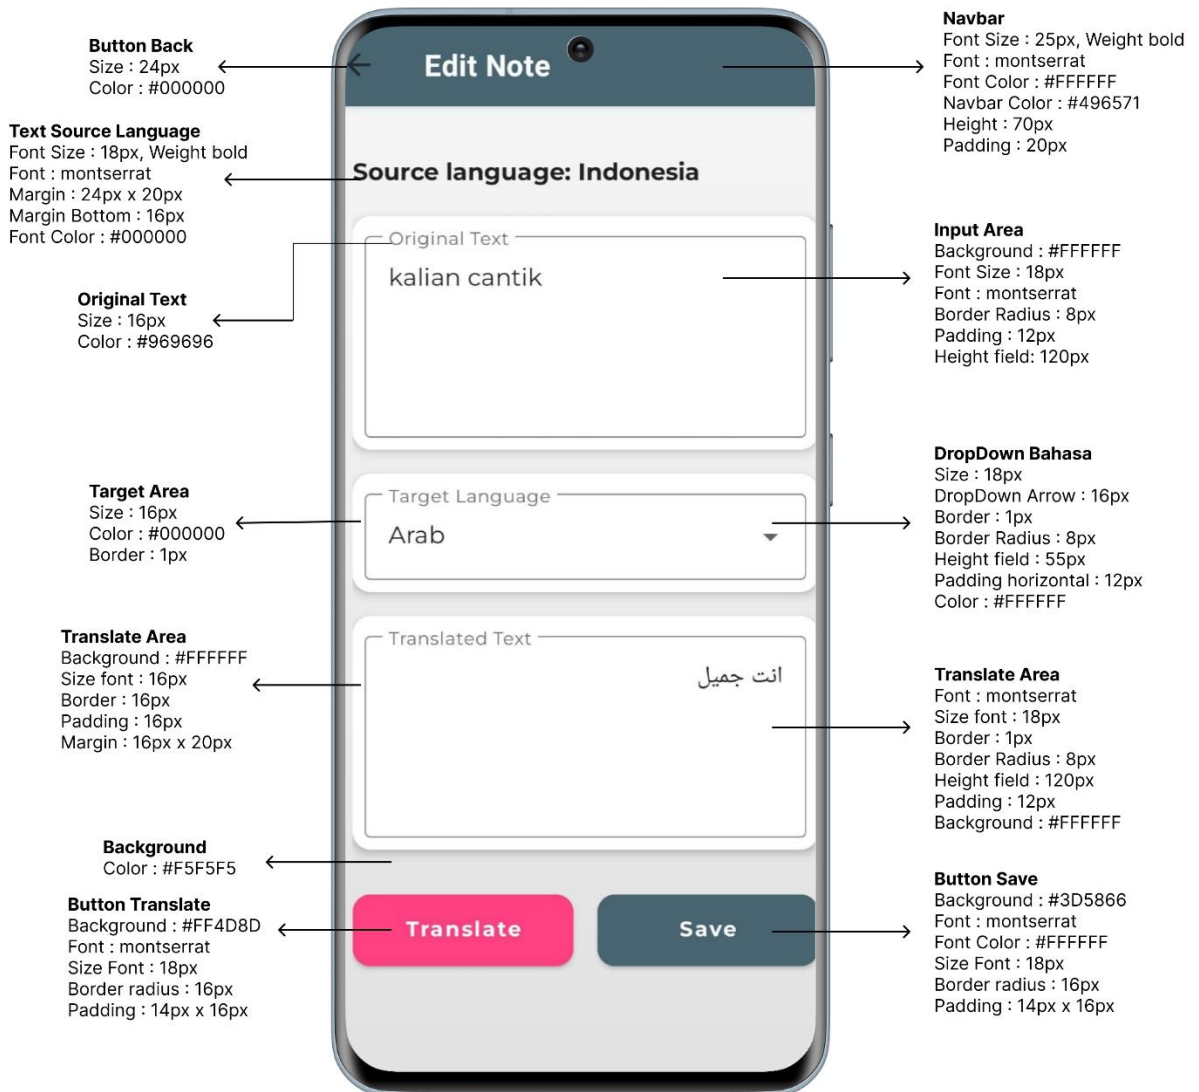 Button Back
Size : 24px
Color : #000000
Text Source Language
Font Size : 18px, Weight bold
Font : montserrat
Margin : 24px x 20px
Margin Bottom : 16px
Font Color : #000000
Original Text
Size : 16px
Color : #969696
Target Area
Size : 16px
Color : #000000
Border : 1px
Translate Area
Background : #FFFFFF
Size font : 16px
Border : 16px
Padding : 16px
Margin : 16px x 20px
Background
Color : #F5F5F5
Button Translate
Background : #FF4D8D
Font : montserrat
Size Font : 18px
Border radius : 16px
Padding : 14px x 16px
Edit Note
Source language: Indonesia
Original Text
kalian cantik
Target Language
Arab
Translated Text
انت جميل
Translate
Save
Navbar
Font Size : 25px, Weight bold
Font : montserrat
Font Color : #FFFFFF
Navbar Color : #496571
Height : 70px
Padding : 20px
Input Area
Background : #FFFFFF
Font Size : 18px
Font : montserrat
Border Radius : 8px
Padding : 12px
Height field: 120px
DropDown Bahasa
Size : 18px
DropDown Arrow : 16px
Border : 1px
Border Radius : 8px
Height field : 55px
Padding horizontal : 12px
Color : #FFFFFF
Translate Area
Font : montserrat
Size font : 18px
Border : 1px
Border Radius : 8px
Height field : 120px
Padding : 12px
Background : #FFFFFF
Button Save
Background : #3D5866
Font : montserrat
Font Color : #FFFFFF
Size Font : 18px
Border radius : 16px
Padding : 14px x 16px